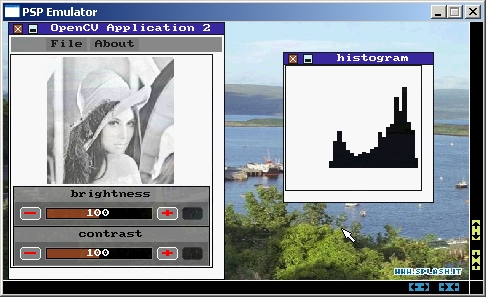 PSP Emulator
OpenCV Application 2
File About
histogram
brightness
100
contrast
100
WWW.SPLASH.IT